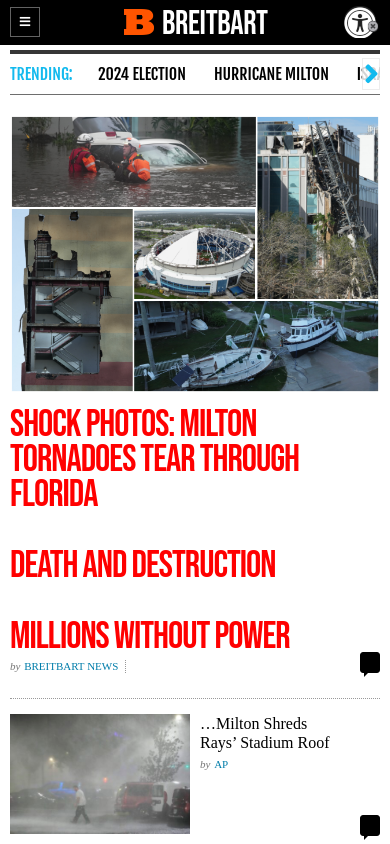 BREITBART
TRENDING:
2024 ELECTION
HURRICANE MILTON
SHOCK PHOTOS: MILTON
TORNADOES TEAR THROUGH
FLORIDA
DEATH AND DESTRUCTION
MILLIONS WITHOUT POWER
by BREITBART NEWS
…Milton Shreds
Rays’ Stadium Roof
by AP